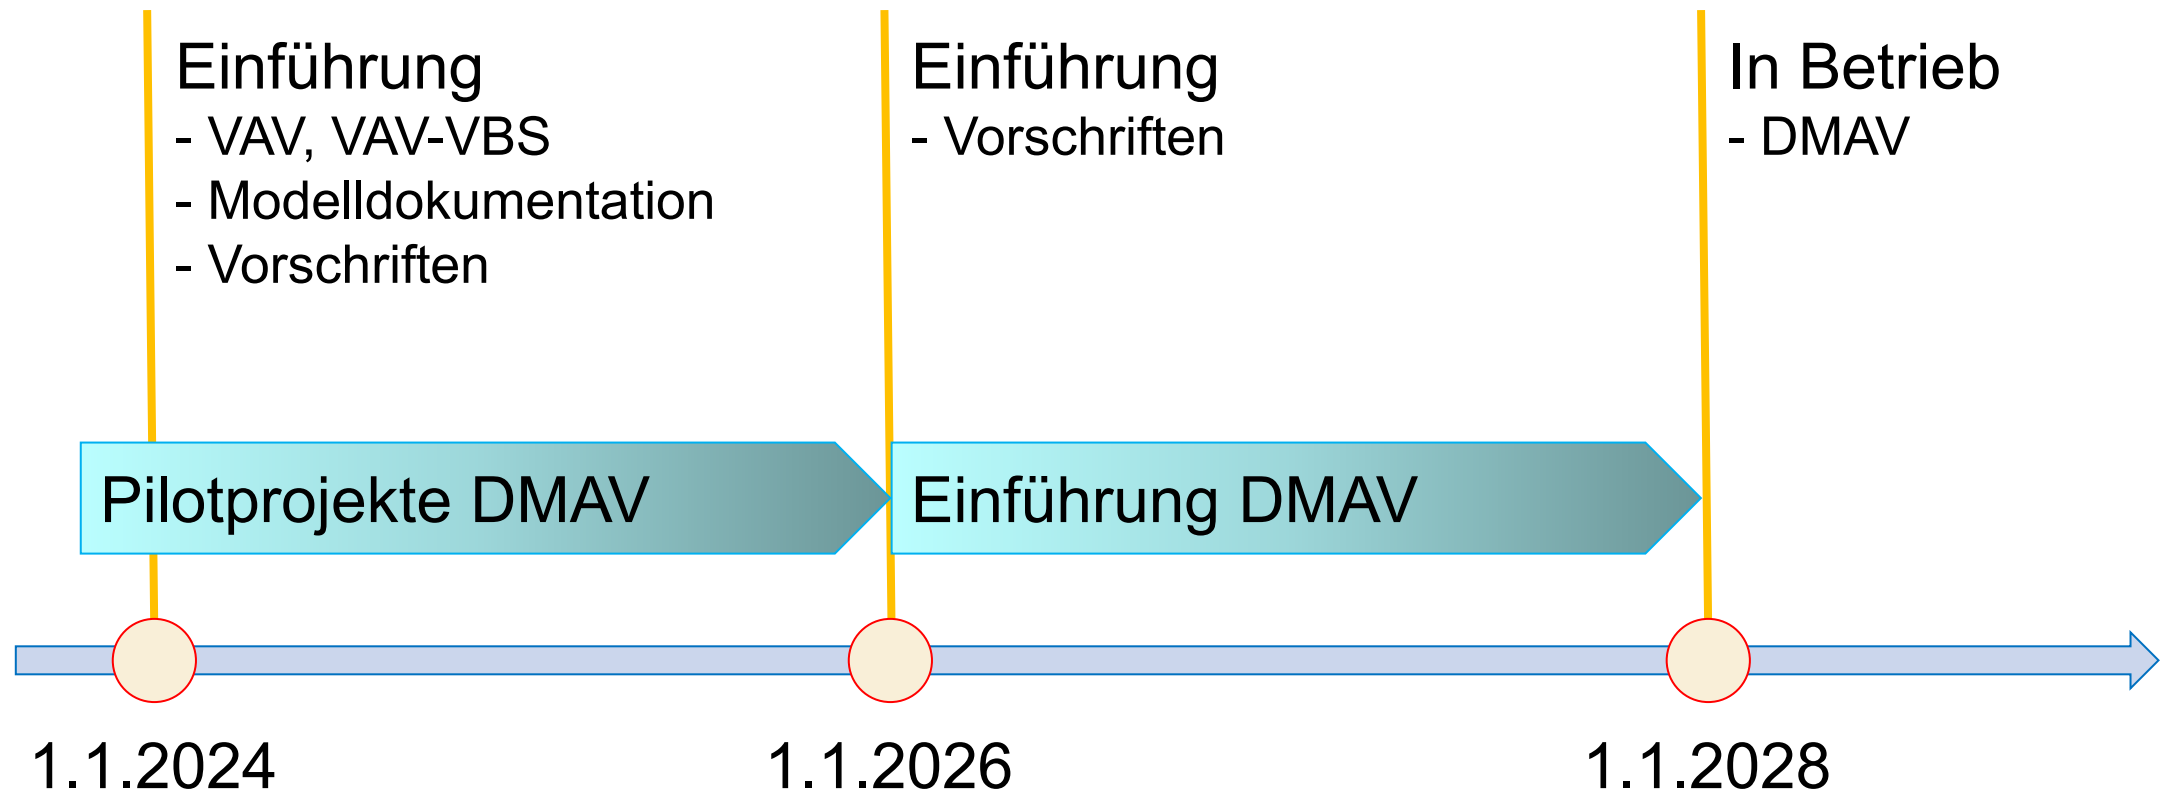 Einführung
- VAV, VAV-VBS
- Modelldokumentation
- Vorschriften
Einführung
- Vorschriften
In Betrieb
- DMAV
Pilotprojekte DMAV
Einführung DMAV
1.1.2024
1.1.2026
1.1.2028